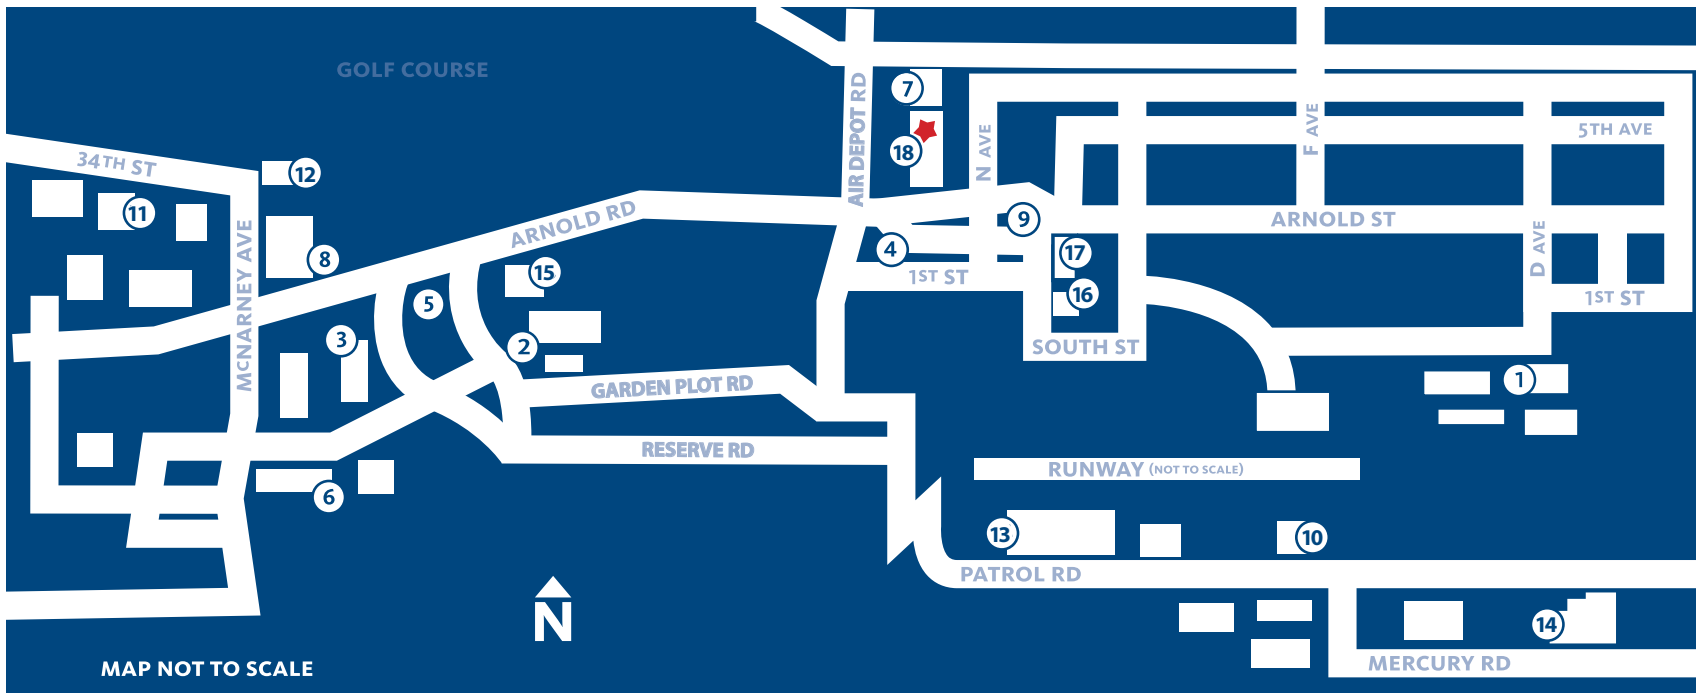 GOLF COURSE
7
AIR DEPOT RD
18
N AVE
F AVE
5TH AVE
34TH ST
12
11
ARNOLD RD
9
ARNOLD ST
MCNARNEY AVE
8
4
17
D AVE
15
1ST ST
16
1ST ST
5
3
2
SOUTH ST
GARDEN PLOT RD
1
RESERVE RD
RUNWAY (NOT TO SCALE)
6
13
10
PATROL RD
N
14
MAP NOT TO SCALE
MERCURY RD